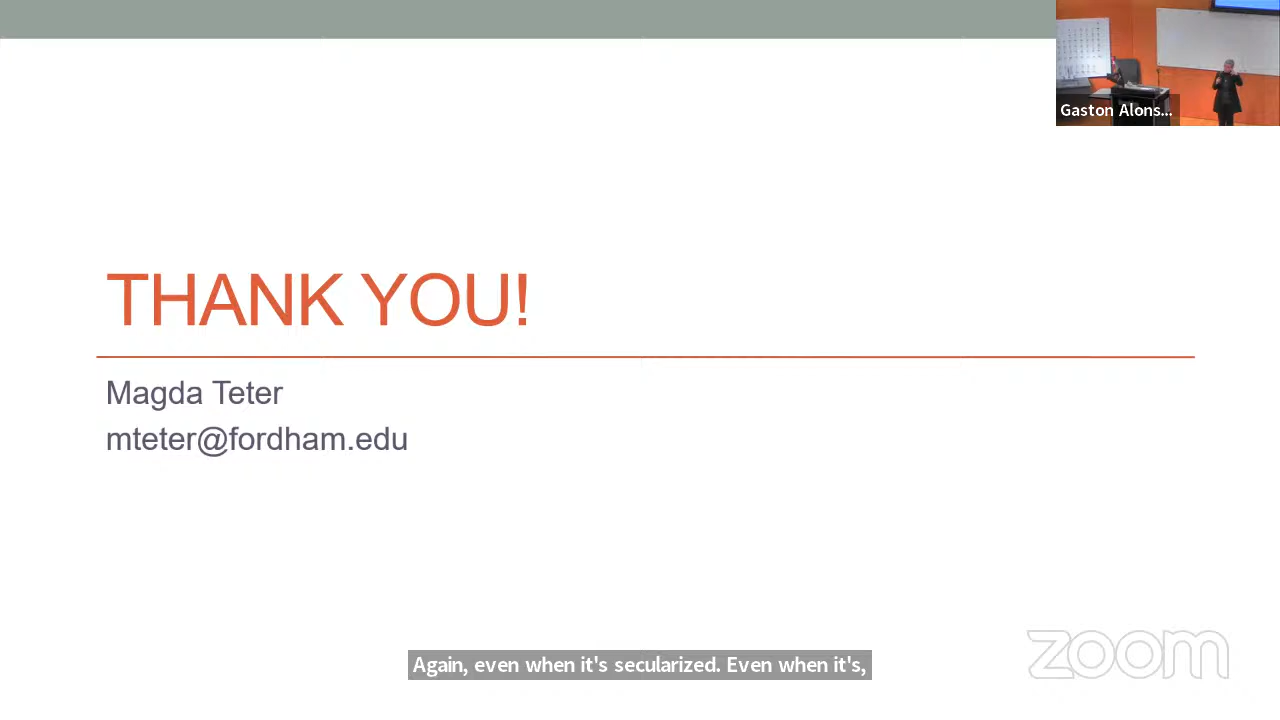 Gaston Alons...
THANK YOU!
Magda Teter
mteter@fordham.edu
Again, even when it's secularized. Even when it's,
zoom